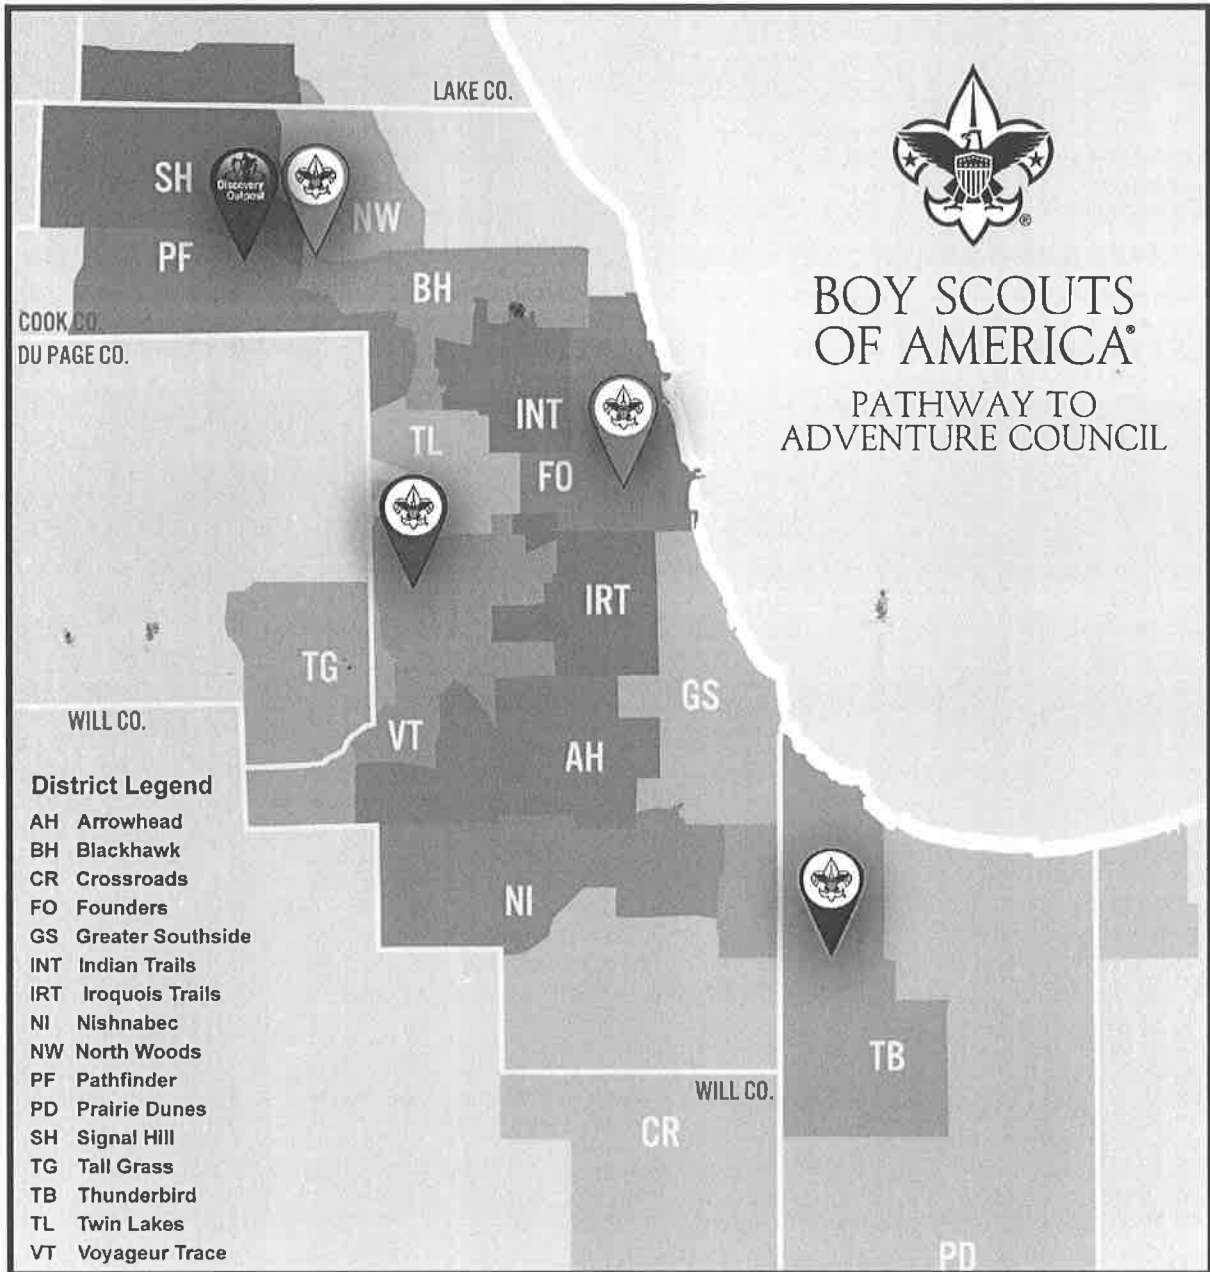 LAKE CO.
SH
Discovery
Outpost
NW
PF
BH
COOK CO.
DU PAGE CO.
BOY SCOUTS
OF AMERICA®
PATHWAY TO
ADVENTURE COUNCIL
INT
TL
FO
IRT
TG
GS
WILL CO.
VT
AH
District Legend
AH Arrowhead
BH Blackhawk
CR Crossroads
FO Founders
GS Greater Southside
INT Indian Trails
IRT Iroquois Trails
NI Nishnabec
NW North Woods
PF Pathfinder
PD Prairie Dunes
SH Signal Hill
TG Tall Grass
TB Thunderbird
TL Twin Lakes
VT Voyageur Trace
NI
TB
WILL CO.
CR
PD